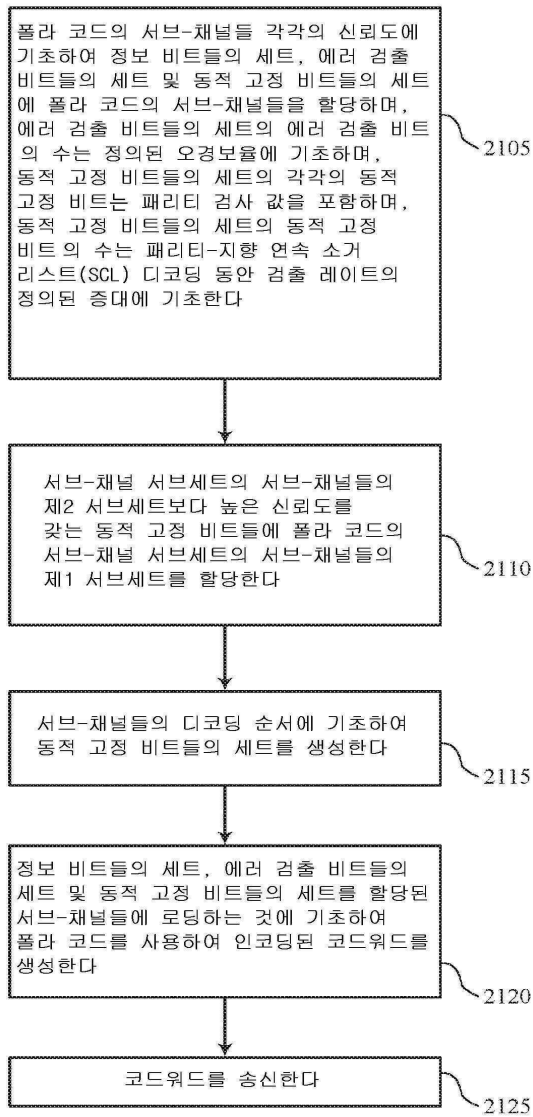 폴라 코드의 서브-채널들 각각의 신뢰도에
기초하여 정보 비트들의 세트, 에러 검출
비트들의 세트 및 동적 고정 비트들의 세트
에 폴라 코드의 서브-채널들을 할당하며,
에러 검출 비트들의 세트의 에러 검출 비트
의 수는 정의된 오경보율에 기초하며,
동적 고정 비트들의 세트의 각각의 동적
고정 비트는 패리티 검사 값을 포함하며,
동적 고정 비트들의 세트의 동적 고정
비트의 수는 패리티-지향 연속 소거
리스트(SCL) 디코딩 동안 검출 레이트의
정의된 증대에 기초한다
2105
서브-채널 서브세트의 서브-채널들의
제2 서브세트보다 높은 신뢰도를
갖는 동적 고정 비트들에 폴라 코드의
서브-채널 서브세트의 서브-채널들의
제1 서브세트를 할당한다
2110
서브-채널들의 디코딩 순서에 기초하여
동적 고정 비트들의 세트를 생성한다
2115
정보 비트들의 세트, 에러 검출 비트들의
세트 및 동적 고정 비트들의 세트를 할당된
서브-채널들에 로딩하는 것에 기초하여
폴라 코드를 사용하여 인코딩된 코드워드를
생성한다
2120
코드워드를 송신한다
2125